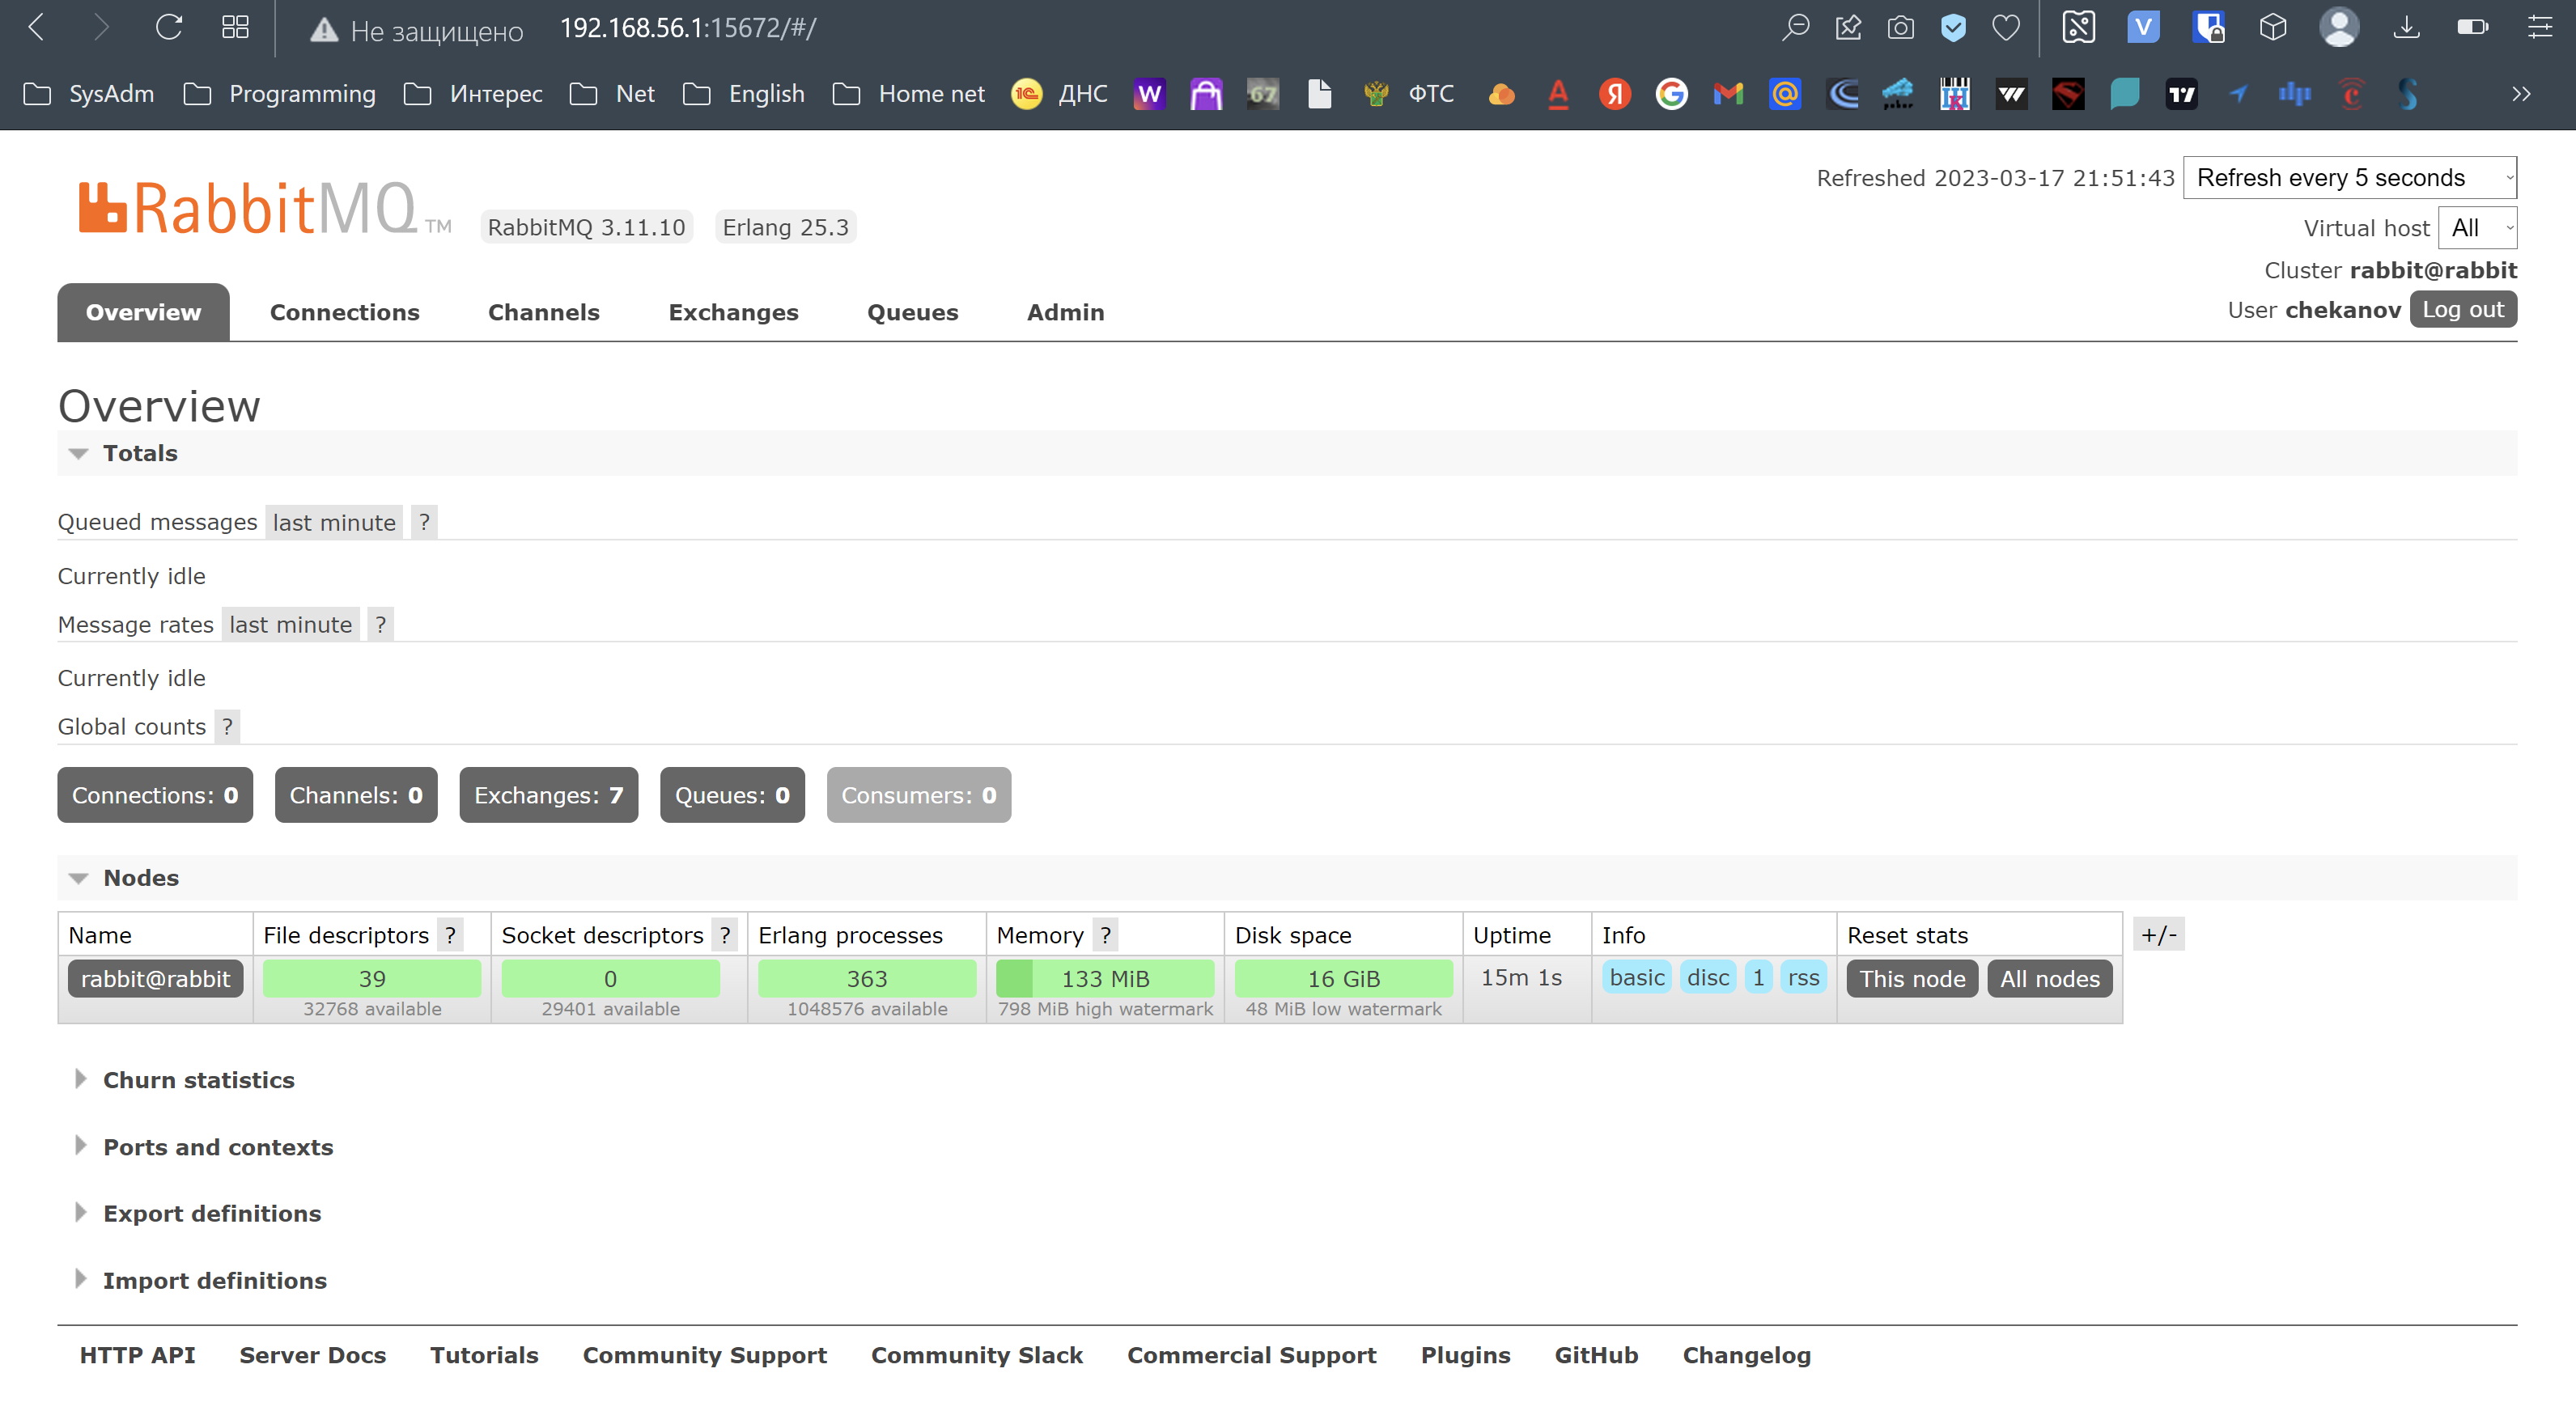 Не защищено 192.168.56.1:15672/#/
SysAdm Programming Интерес Net English Home net ДНС ФТС
RabbitMQ TM RabbitMQ 3.11.10 Erlang 25.3
Refreshed 2023-03-17 21:51:43 Refresh every 5 seconds
Virtual host All
Cluster rabbit@rabbit
User chekanov Log out
Overview Connections Channels Exchanges Queues Admin
Overview
Totals
Queued messages last minute ?
Currently idle
Message rates last minute ?
Currently idle
Global counts ?
Connections: 0 Channels: 0 Exchanges: 7 Queues: 0 Consumers: 0
Nodes
Name File descriptors ? Socket descriptors ? Erlang processes Memory ? Disk space Uptime Info Reset stats +/-
rabbit@rabbit 39 0 363 133 MiB 16 GiB 15m 1s basic disc 1 rss This node All nodes
32768 available 29401 available 1048576 available 798 MiB high watermark 48 MiB low watermark
Churn statistics
Ports and contexts
Export definitions
Import definitions
HTTP API Server Docs Tutorials Community Support Community Slack Commercial Support Plugins GitHub Changelog